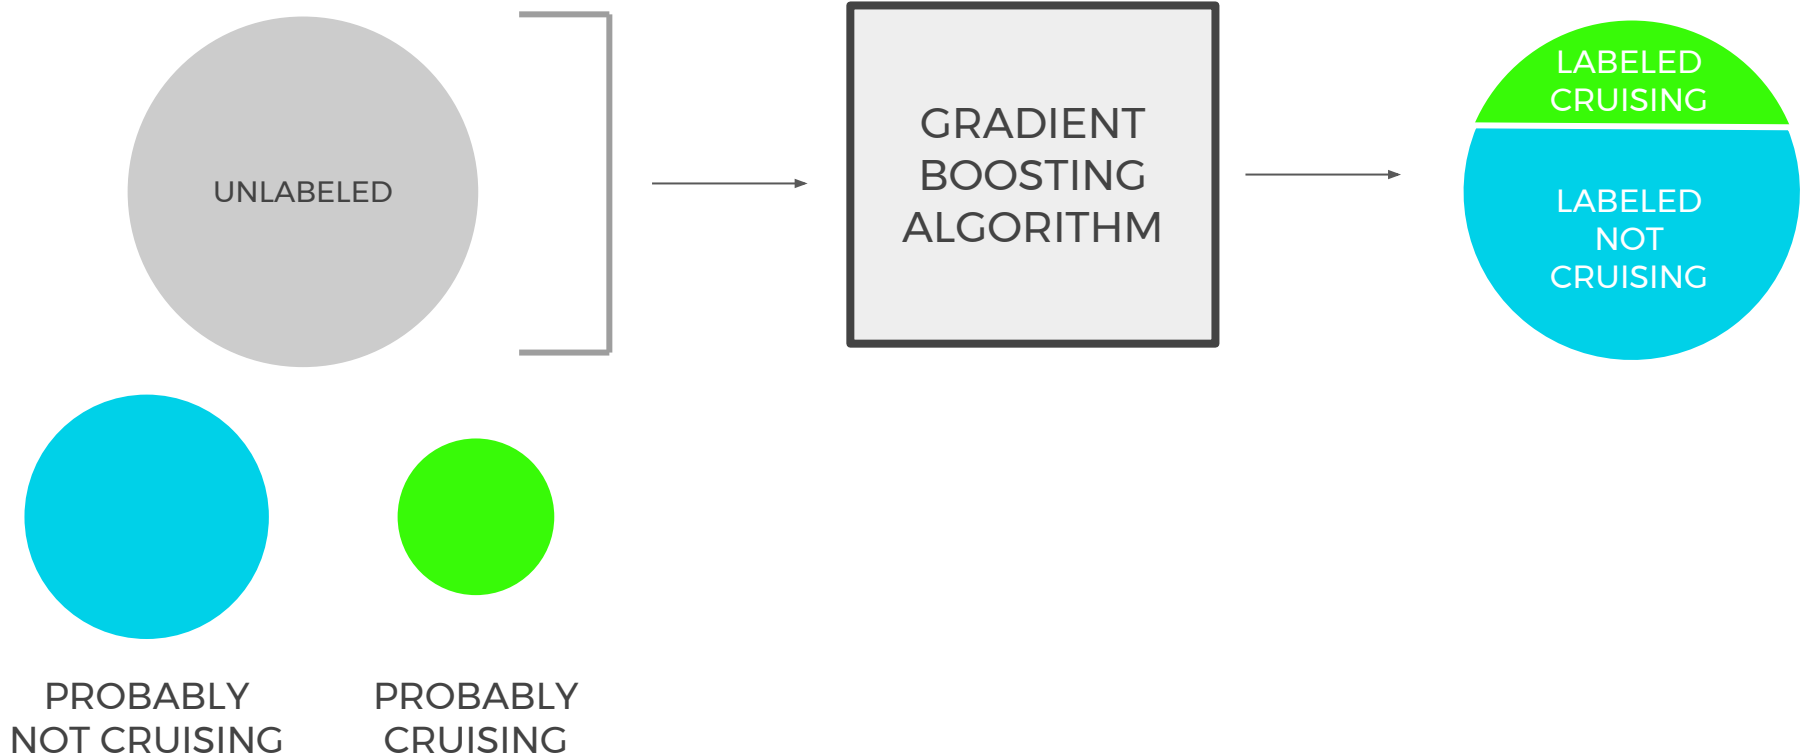 UNLABELED
GRADIENT
BOOSTING
ALGORITHM
LABELED
CRUISING
LABELED
NOT
CRUISING
PROBABLY
NOT CRUISING
PROBABLY
CRUISING